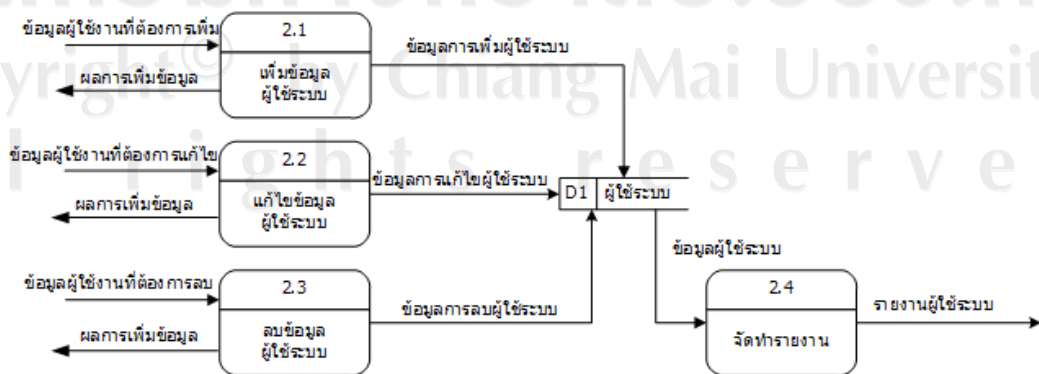 ข้อมูลผู้ใช้งานที่ต้องการเพิ่ม
2.1
ข้อมูลการเพิ่มผู้ใช้ระบบ
ผลการเพิ่มข้อมูล
เพิ่มข้อมูล
ผู้ใช้ระบบ
Copyright© by Chiang Mai University
All rights reserved
ข้อมูลผู้ใช้งานที่ต้องการแก้ไข
2.2
ข้อมูลการแก้ไขผู้ใช้ระบบ
D1 ผู้ใช้ระบบ
ผลการเพิ่มข้อมูล
แก้ไขข้อมูล
ผู้ใช้ระบบ
ข้อมูลผู้ใช้ระบบ
ข้อมูลผู้ใช้งานที่ต้องการลบ
2.3
ข้อมูลการลบผู้ใช้ระบบ
2.4
รายงานผู้ใช้ระบบ
ผลการเพิ่มข้อมูล
ลบข้อมูล
ผู้ใช้ระบบ
จัดทำรายงาน